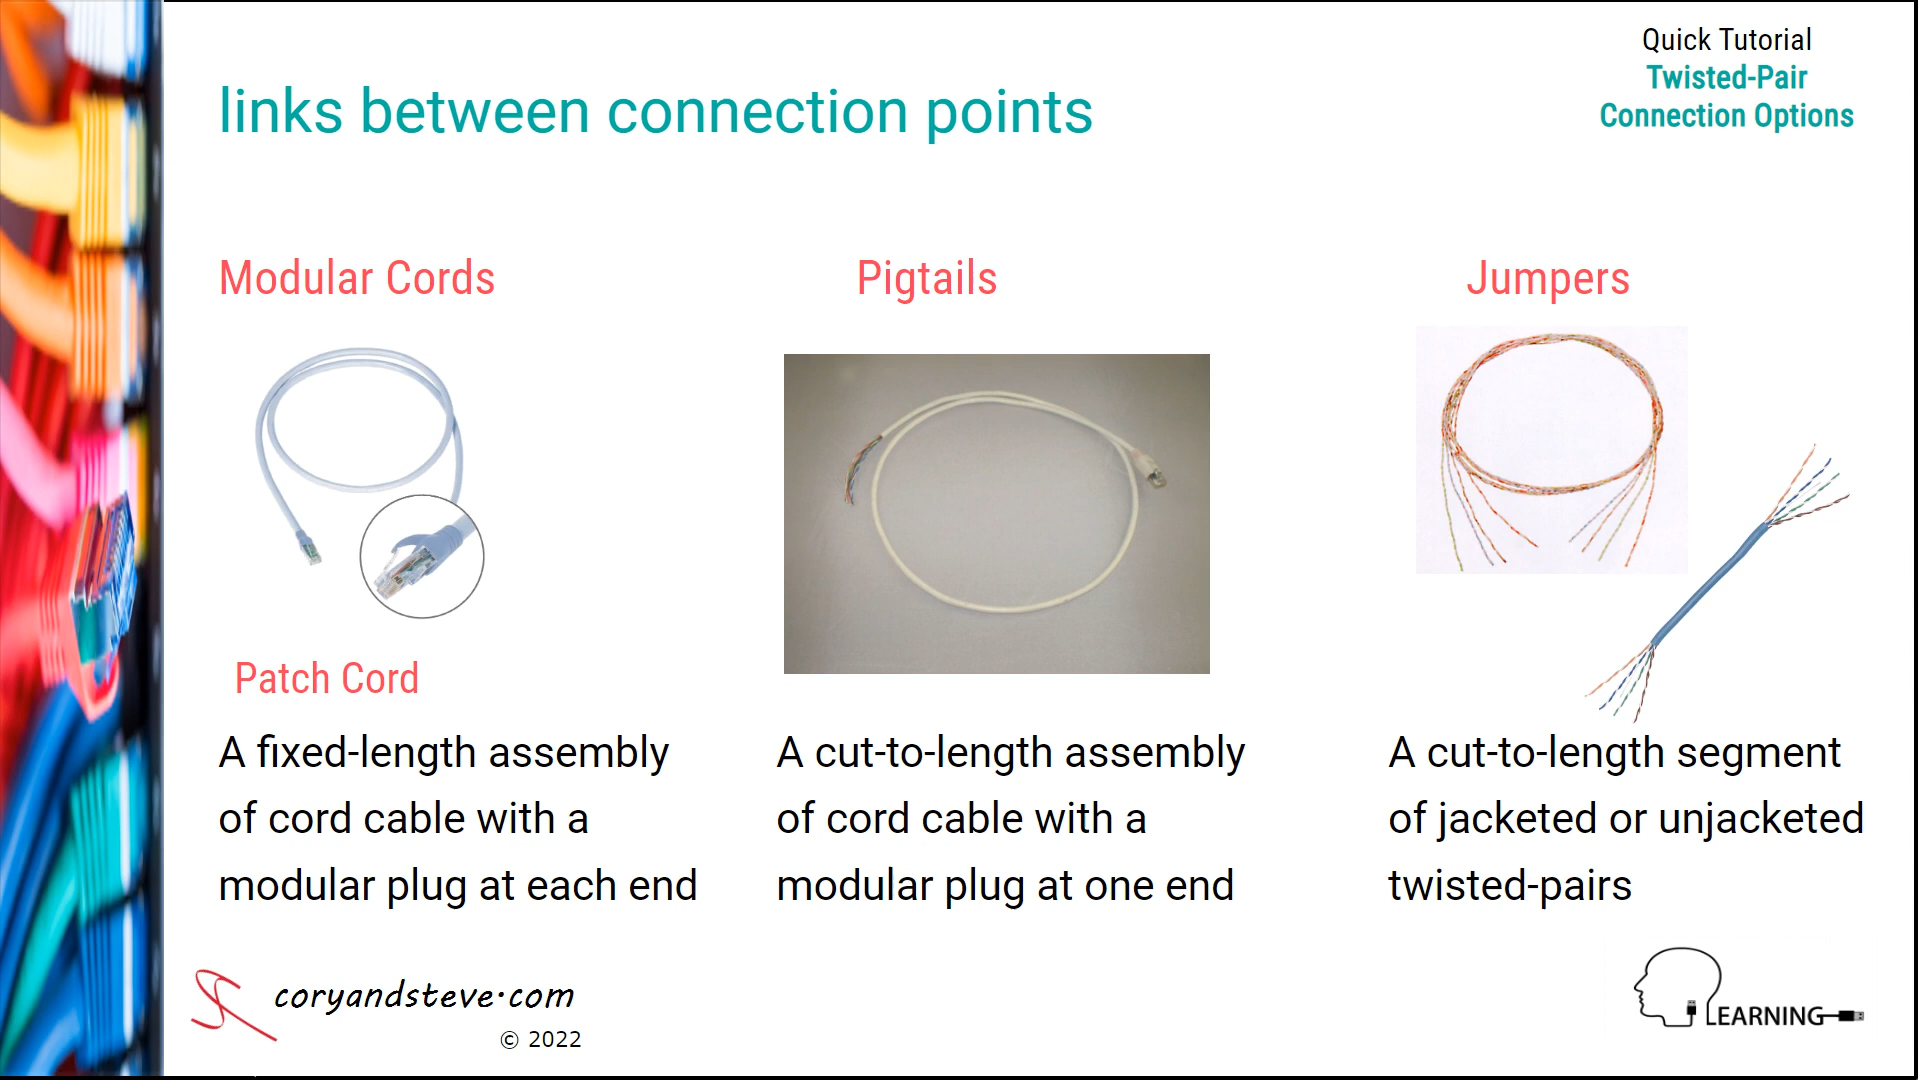 Quick Tutorial
Twisted-Pair
Connection Options
links between connection points
Modular Cords
Patch Cord
A fixed-length assembly
of cord cable with a
modular plug at each end
Pigtails
A cut-to-length assembly
of cord cable with a
modular plug at one end
Jumpers
A cut-to-length segment
of jacketed or unjacketed
twisted-pairs
coryandsteve.com
© 2022
LEARNING